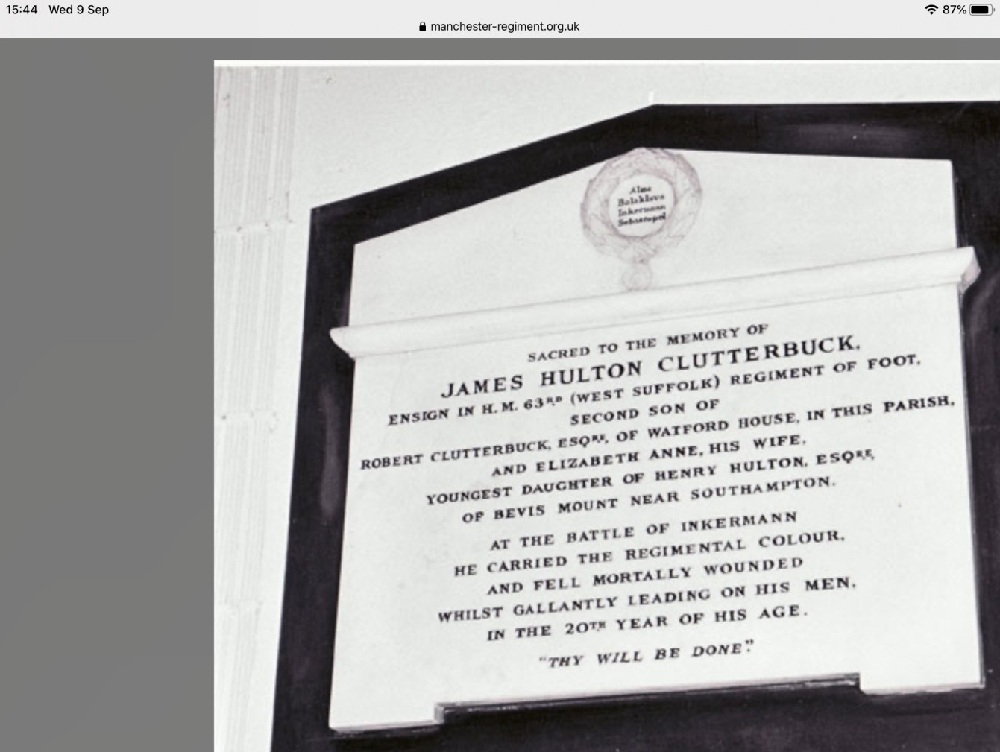 15:44 Wed 9 Sep
87%
manchester-regiment.org.uk
Alma
Balaklava
Inkermann
Sebastopol
SACRED TO THE MEMORY OF
JAMES HULTON CLUTTERBUCK,
ENSIGN IN H.M. 63RD (WEST SUFFOLK) REGIMENT OF FOOT,
SECOND SON OF
ROBERT CLUTTERBUCK, ESQRE, OF WATFORD HOUSE, IN THIS PARISH,
AND ELIZABETH ANNE, HIS WIFE,
YOUNGEST DAUGHTER OF HENRY HULTON, ESQRE,
OF BEVIS MOUNT NEAR SOUTHAMPTON.
AT THE BATTLE OF INKERMANN
HE CARRIED THE REGIMENTAL COLOUR,
AND FELL MORTALLY WOUNDED
WHILST GALLANTLY LEADING ON HIS MEN,
IN THE 20TH YEAR OF HIS AGE.
"THY WILL BE DONE."